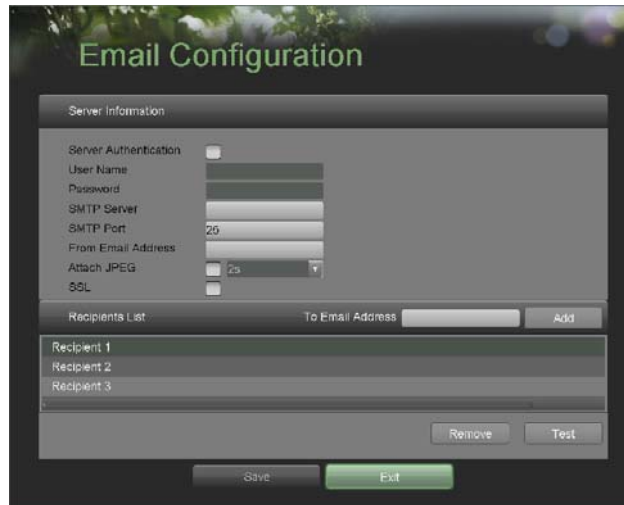 Email Configuration
Server Information
Server Authentication
User Name
Password
SMTP Server
SMTP Port 25
From Email Address
Attach JPEG 2s
SSL
Recipients List To Email Address Add
Recipient 1
Recipient 2
Recipient 3
Remove Test
Save Exit